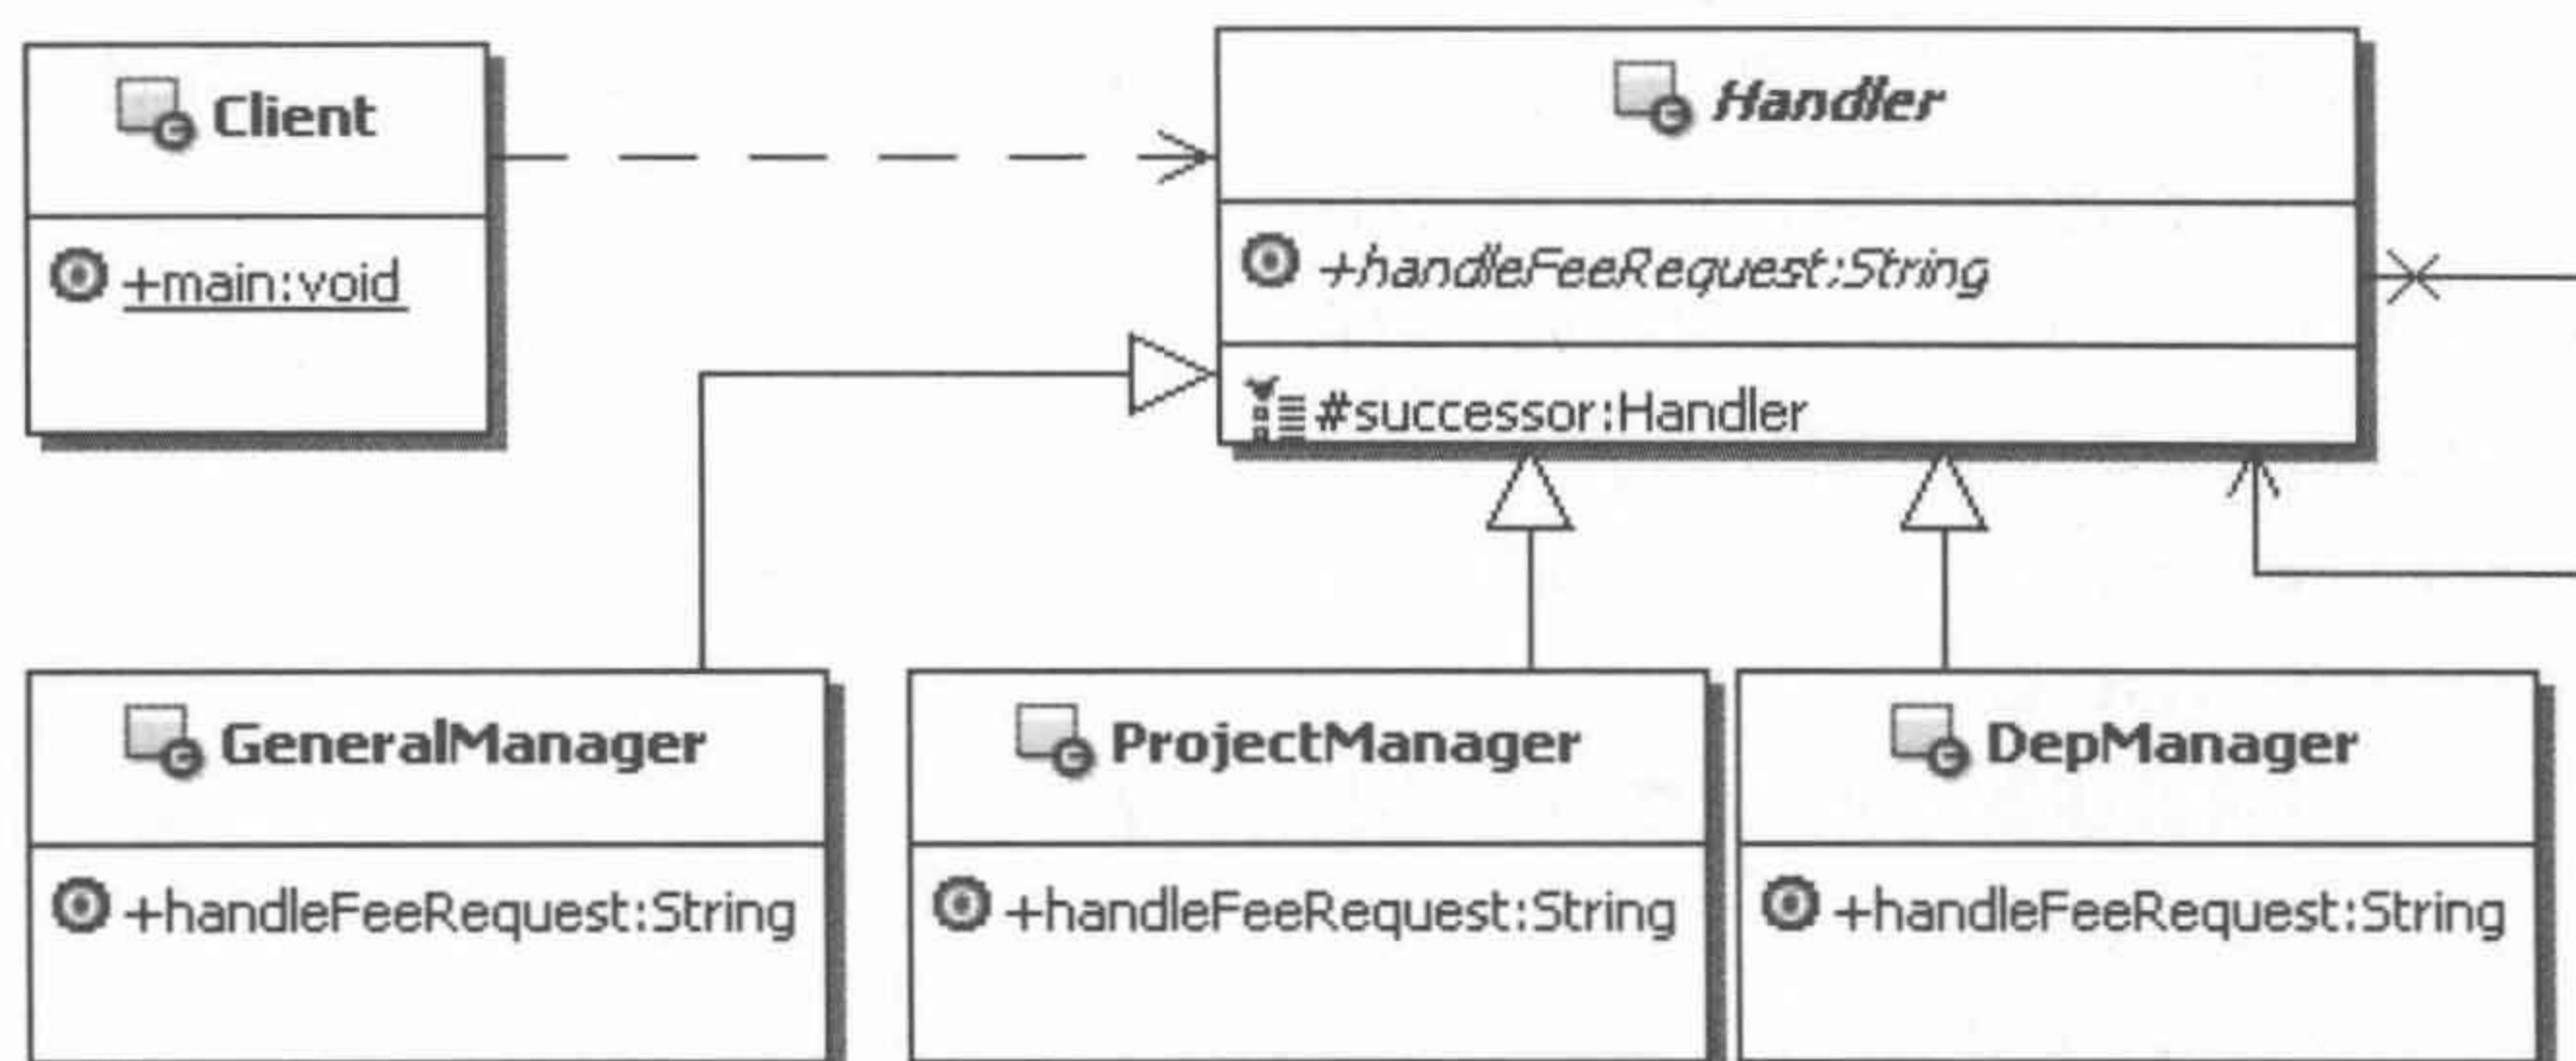 Client
+main:void
Handler
+handleFeeRequest:String
#successor:Handler
GeneralManager
+handleFeeRequest:String
ProjectManager
+handleFeeRequest:String
DepManager
+handleFeeRequest:String